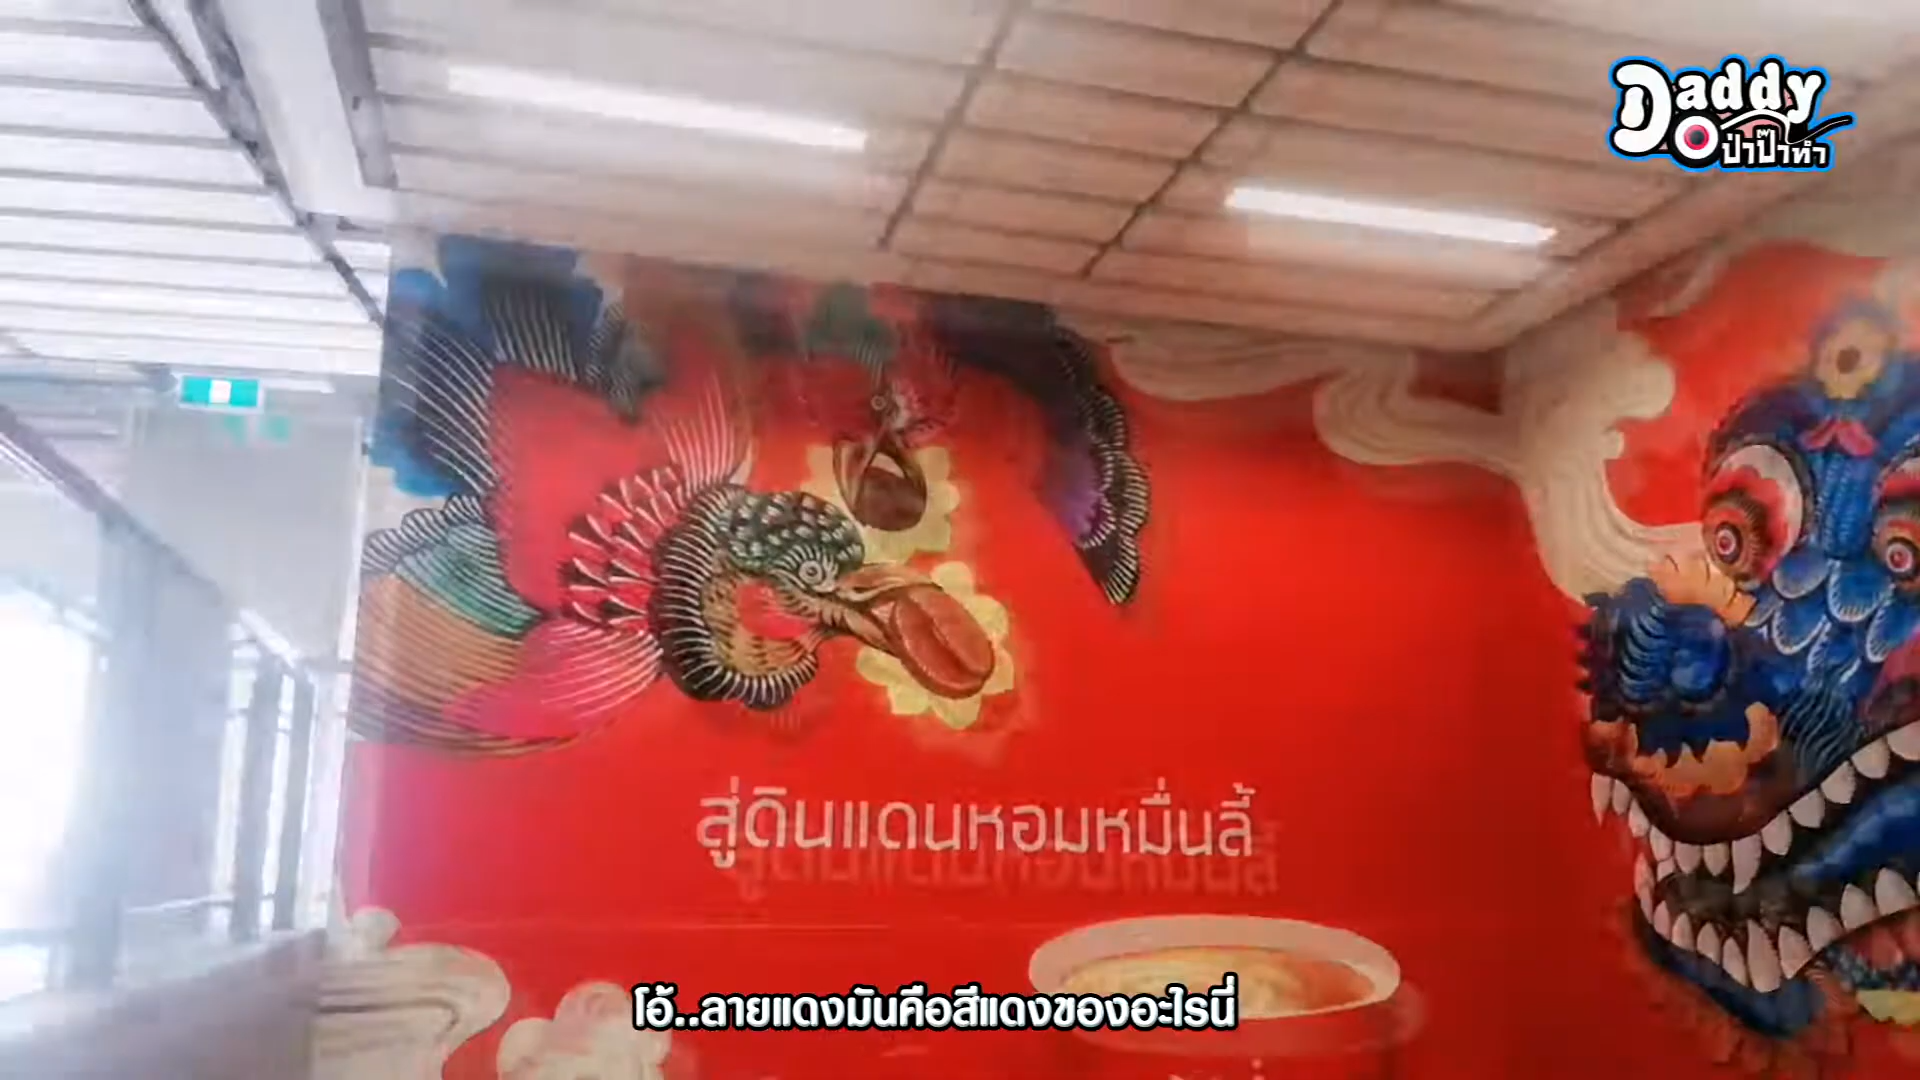 Daddy
ป่าป๊าทำ
สู่ดินแดนหอมหมื่นลี้
โอ้..ลายแดงมันคือสีแดงของอะไรนี่